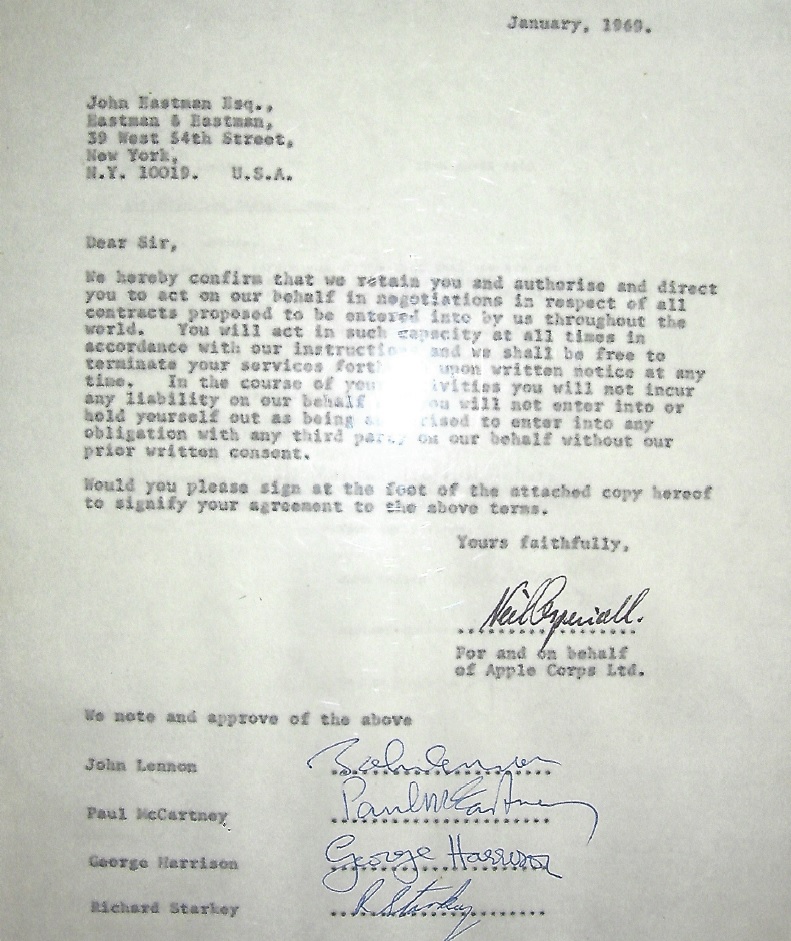 January, 1969.
John Eastman Esq.,
Eastman & Eastman,
39 West 54th Street,
New York,
N.Y. 10019. U.S.A.
Dear Sir,
We hereby confirm that we retain you and authorise and direct
you to act on our behalf in negotiations in respect of all
contracts proposed to be entered into by us throughout the
world. You will act in such capacity at all times in
accordance with our instructio and we shall be free to
terminate your services forth upon written notice at any
time. In the course of you ivities you will not incur
any liability on our behalf ou will not enter into or
hold yourself out as being a rised to enter into any
obligation with any third party on our behalf without our
prior written consent.
Would you please sign at the foot of the attached copy hereof
to signify your agreement to the above terms.
Yours faithfully,
Neil Aspinall.
For and on behalf
of Apple Corps Ltd.
We note and approve of the above
John Lennon John Lennon
Paul McCartney Paul McCartney
George Harrison George Harrison
Richard Starkey R Starkey